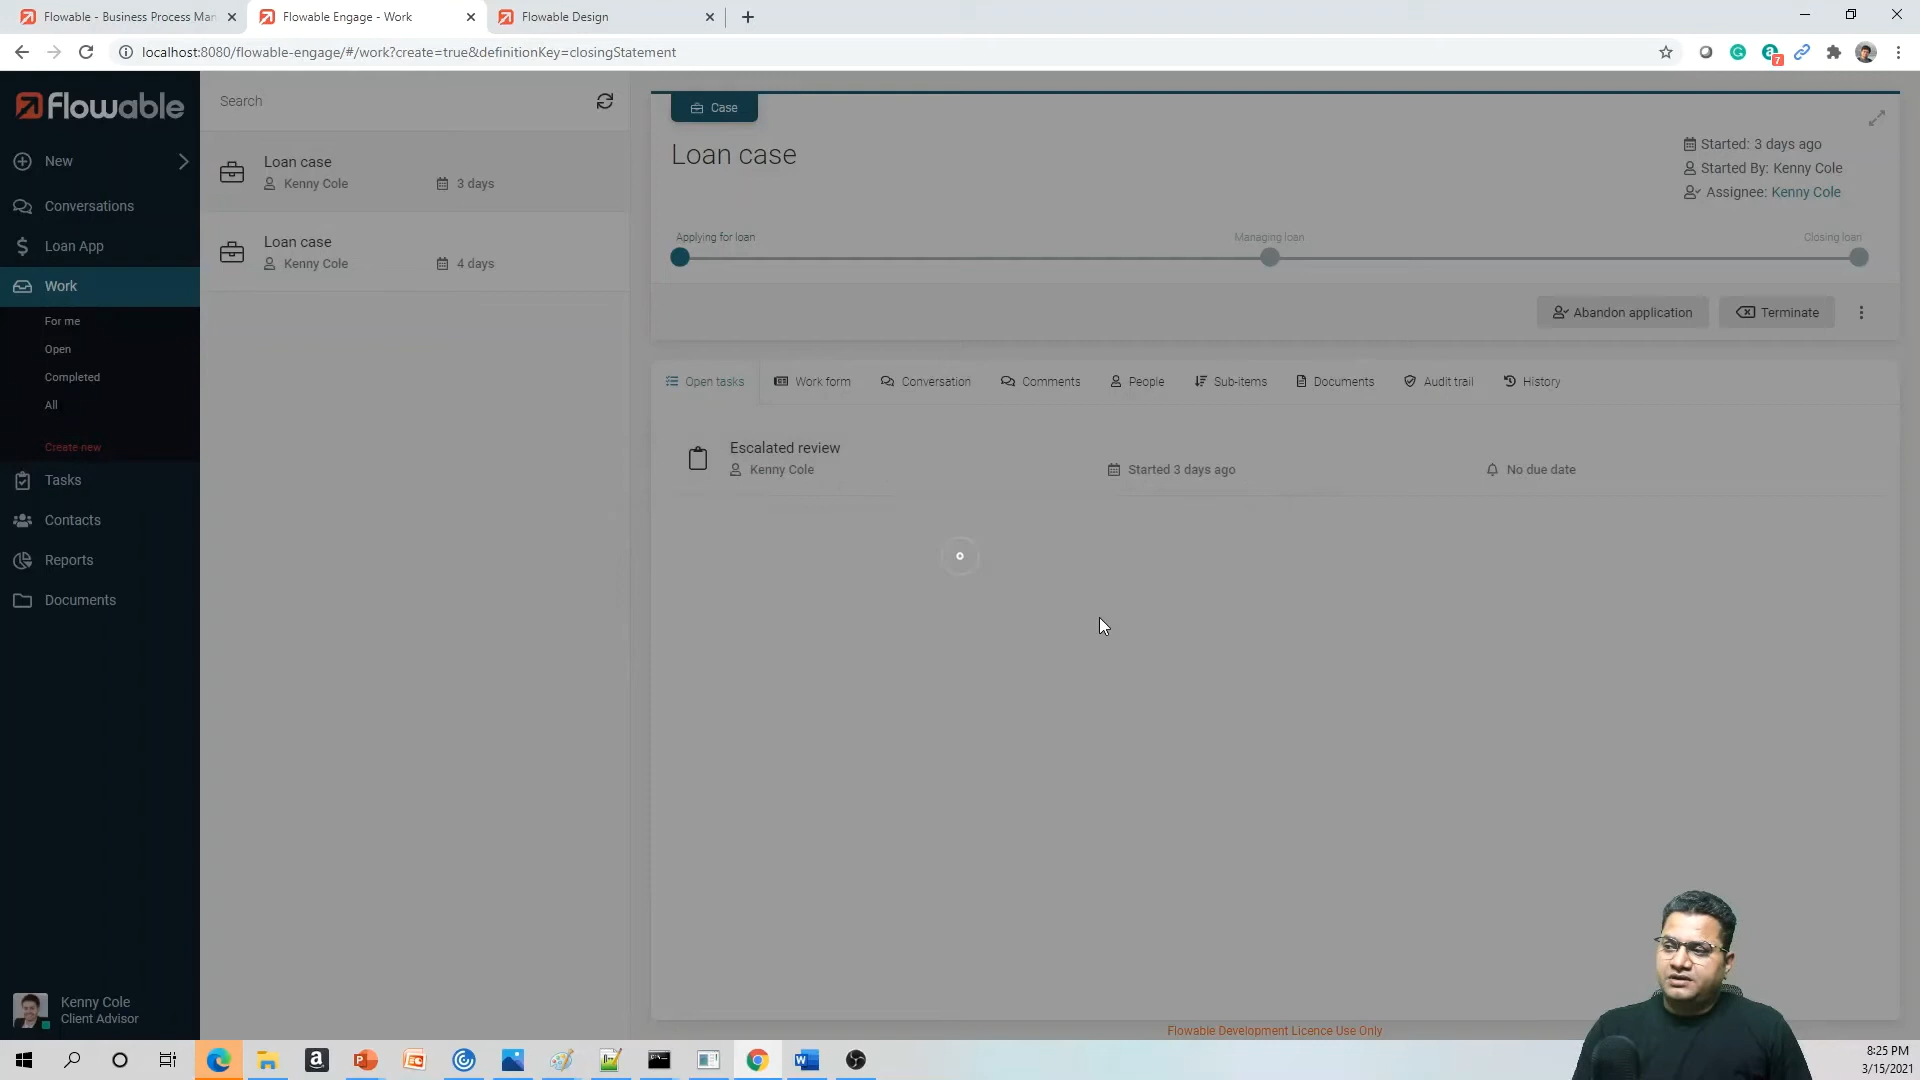 Flowable - Business Process Man
Flowable Engage - Work
Flowable Design
localhost:8080/flowable-engage/#/work?create=true&definitionKey=closingStatement
7
Flowable
New
Conversations
Loan App
Work
For me
Open
Completed
All
Create new
Tasks
Contacts
Reports
Documents
Kenny Cole
Client Advisor
Search
Loan case
Kenny Cole 3 days
Loan case
Kenny Cole 4 days
Case
Loan case
Started: 3 days ago
Started By: Kenny Cole
Assignee: Kenny Cole
Applying for loan Managing loan Closing loan
Abandon application Terminate
Open tasks Work form Conversation Comments People Sub-items Documents Audit trail History
Escalated review
Kenny Cole Started 3 days ago No due date
Flowable Development Licence Use Only
8:25 PM
3/15/2021